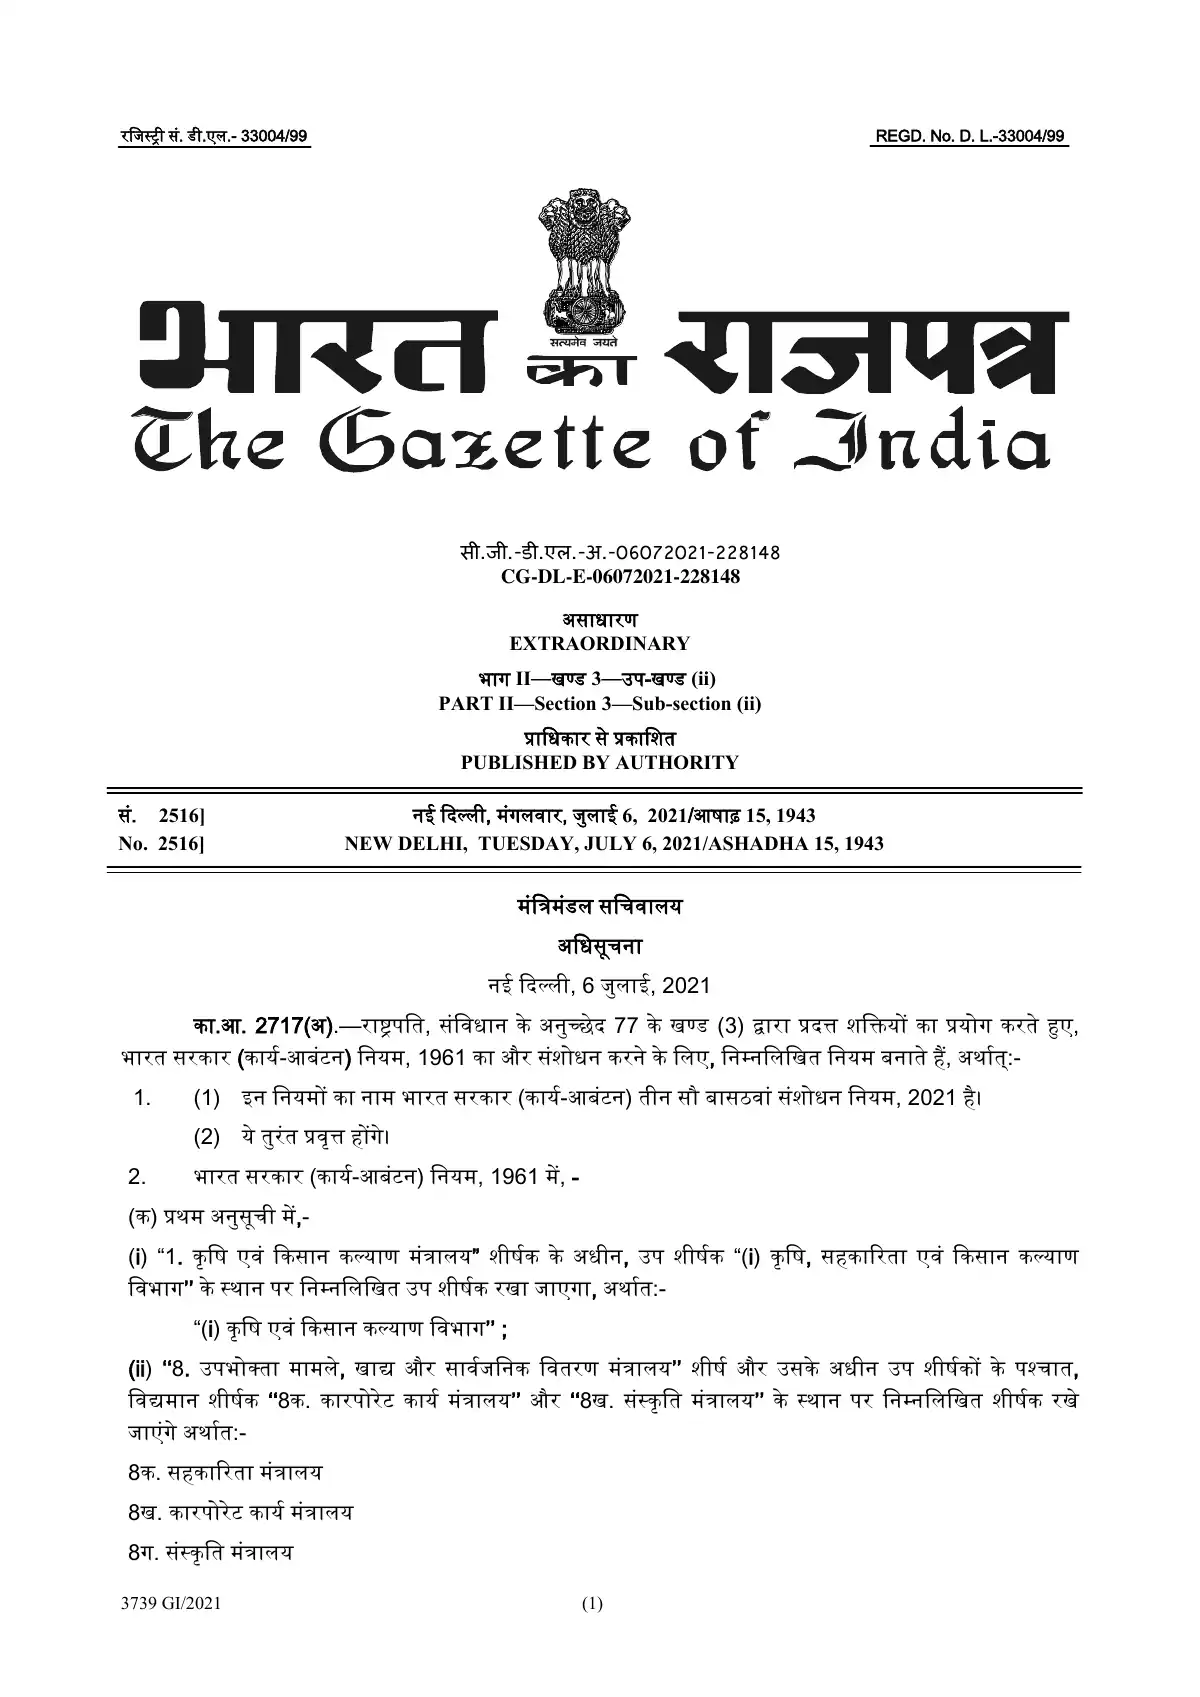 रजिस्ट्री सं. डी.एल.- 33004/99
REGD. No. D. L.-33004/99
सत्यमेव जयते
भारत का राजपत्र
The Gazette of India
सी.जी.-डी.एल.-अ.-06072021-228148
CG-DL-E-06072021-228148
असाधारण
EXTRAORDINARY
भाग II—खण्ड 3—उप-खण्ड (ii)
PART II—Section 3—Sub-section (ii)
प्राधिकार से प्रकाशित
PUBLISHED BY AUTHORITY
सं. 2516] नई दिल्ली, मंगलवार, जुलाई 6, 2021/आषाढ़ 15, 1943
No. 2516] NEW DELHI, TUESDAY, JULY 6, 2021/ASHADHA 15, 1943
मंत्रिमंडल सचिवालय
अधिसूचना
नई दिल्ली, 6 जुलाई, 2021
का.आ. 2717(अ).—राष्ट्रपति, संविधान के अनुच्छेद 77 के खण्ड (3) द्वारा प्रदत्त शक्तियों का प्रयोग करते हुए,
भारत सरकार (कार्य-आबंटन) नियम, 1961 का और संशोधन करने के लिए, निम्नलिखित नियम बनाते हैं, अर्थात्:-
1. (1) इन नियमों का नाम भारत सरकार (कार्य-आबंटन) तीन सौ बासठवां संशोधन नियम, 2021 है।
(2) ये तुरंत प्रवृत्त होंगे।
2. भारत सरकार (कार्य-आबंटन) नियम, 1961 में, -
(क) प्रथम अनुसूची में,-
(i) “1. कृषि एवं किसान कल्याण मंत्रालय” शीर्षक के अधीन, उप शीर्षक “(i) कृषि, सहकारिता एवं किसान कल्याण
विभाग” के स्थान पर निम्नलिखित उप शीर्षक रखा जाएगा, अर्थात:-
“(i) कृषि एवं किसान कल्याण विभाग” ;
(ii) “8. उपभोक्ता मामले, खाद्य और सार्वजनिक वितरण मंत्रालय” शीर्ष और उसके अधीन उप शीर्षकों के पश्चात,
विद्यमान शीर्षक “8क. कारपोरेट कार्य मंत्रालय” और “8ख. संस्कृति मंत्रालय” के स्थान पर निम्नलिखित शीर्षक रखे
जाएंगे अर्थात:-
8क. सहकारिता मंत्रालय
8ख. कारपोरेट कार्य मंत्रालय
8ग. संस्कृति मंत्रालय
3739 GI/2021 (1)